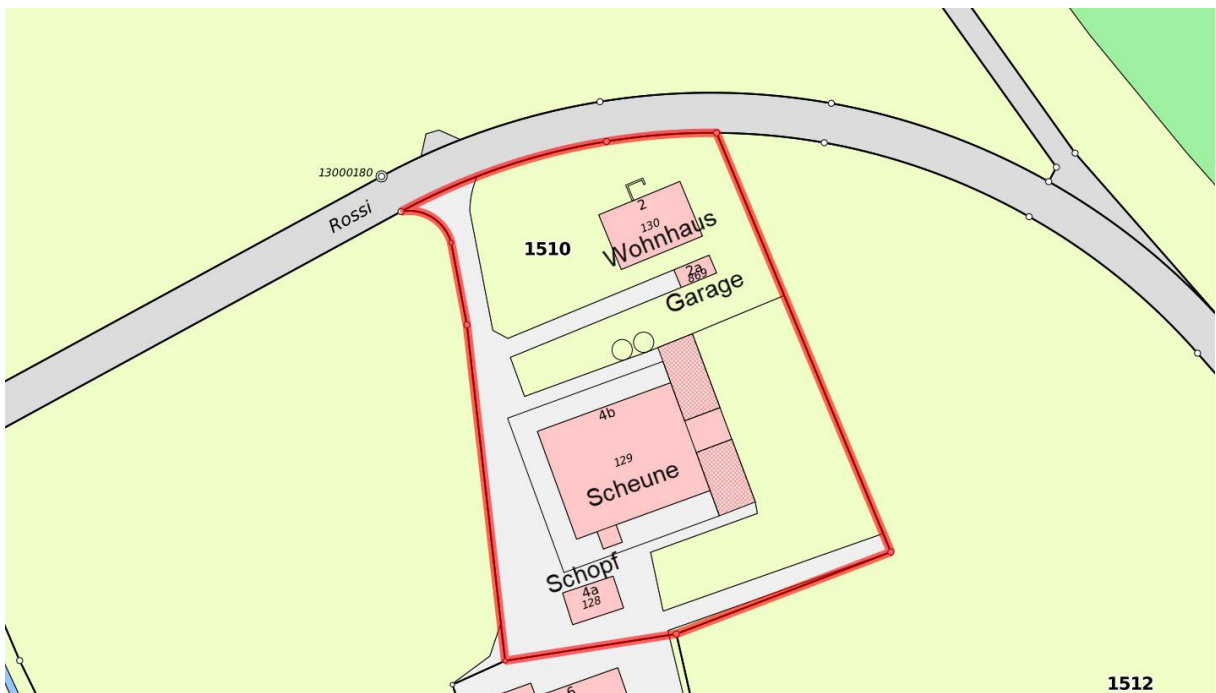 13000180
Rossi
2
130
Wohnhaus
1510
2a
869
Garage
4b
129
Scheune
Schopf
4a
128
6
1512